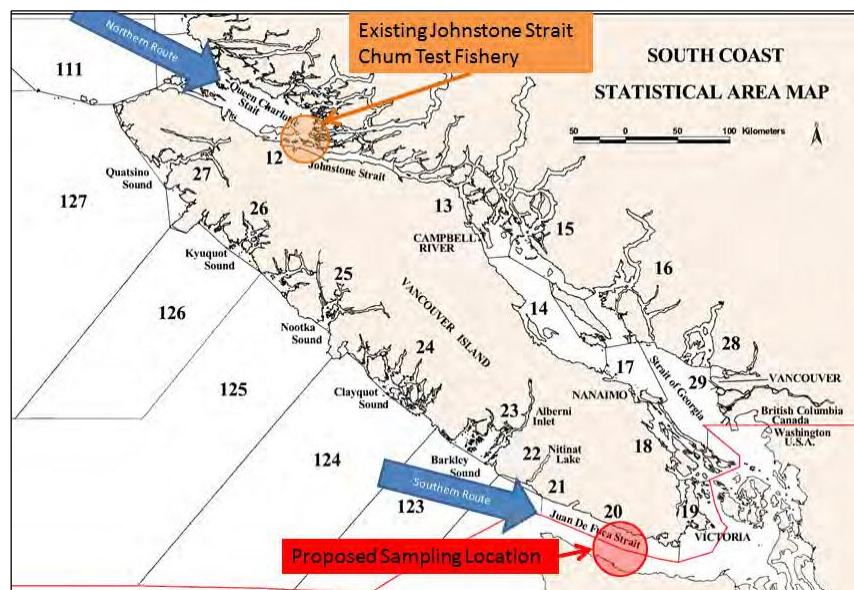 Northern Route
Existing Johnstone Strait
Chum Test Fishery
SOUTH COAST
STATISTICAL AREA MAP
50 0 50 100 Kilometers
N
111
Queen Charlot
Stait
12
Johnstone Strait
Quatsino
Sound
27
127
26
Kyuquot
Sound
13
CAMPBELL
RIVER
15
16
126
25
VANCOUVER ISLAND
14
Nootka
Sound
24
125
Clayquot
Sound
17
NANAIMO
Strait of Georgia
28
29
VANCOUVER
British Columbia
Canada
Washington
U.S.A.
23
Alberni
Inlet
18
124
Barkley
Sound
22
Nitinat
Lake
21
Southern Route
123
20
19
Juan De Fuca Strait
VICTORIA
Proposed Sampling Location